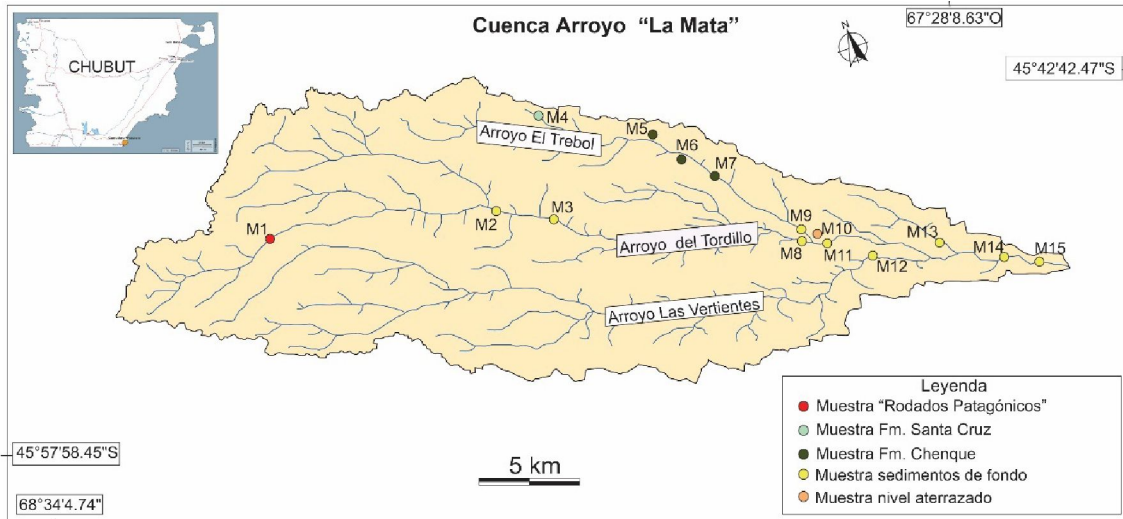 67°28'8.63"O
Cuenca Arroyo “La Mata”
45°42'42.47"S
CHUBUT
M4
Arroyo El Trebol
M5
M6
M7
M1
M2
M3
Arroyo del Tordillo
M9
M10
M8
M11
M12
M13
M14
M15
Arroyo Las Vertientes
Leyenda
Muestra “Rodados Patagónicos”
Muestra Fm. Santa Cruz
Muestra Fm. Chenque
Muestra sedimentos de fondo
Muestra nivel aterrazado
45°57'58.45"S
5 km
68°34'4.74"